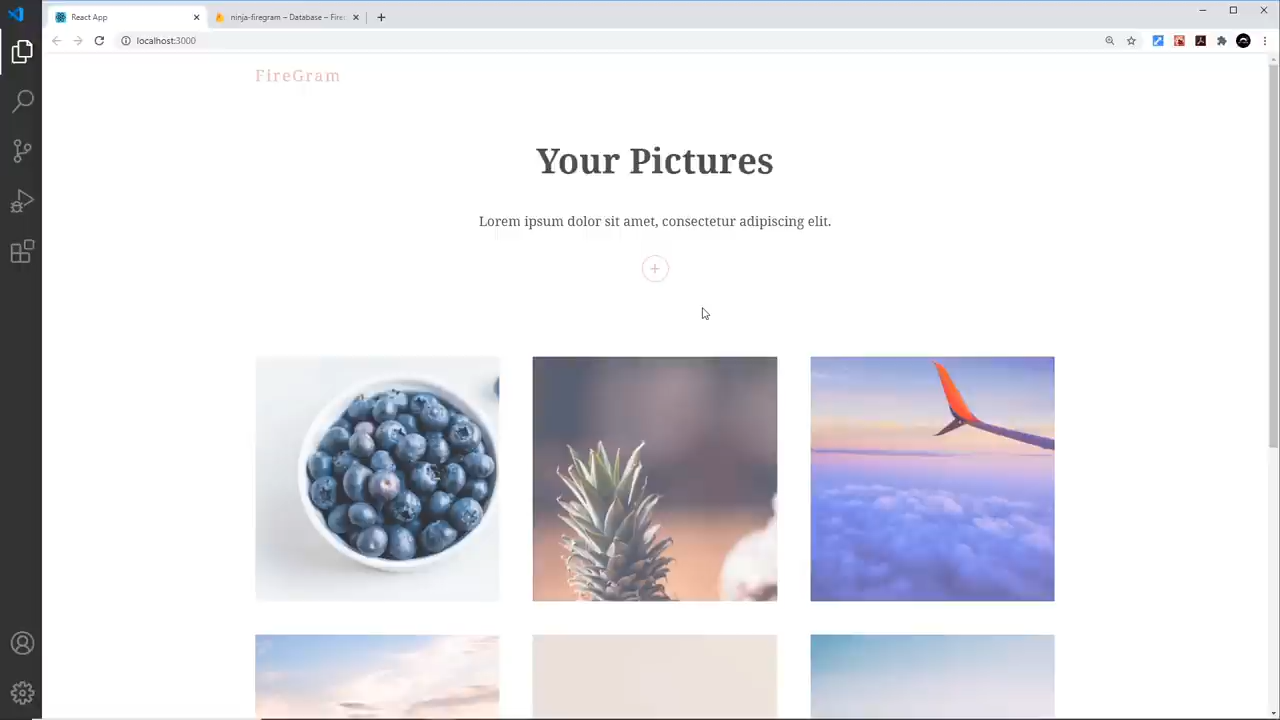 React App
ninja-firegram – Database – Fire
localhost:3000
FireGram
Your Pictures
Lorem ipsum dolor sit amet, consectetur adipiscing elit.